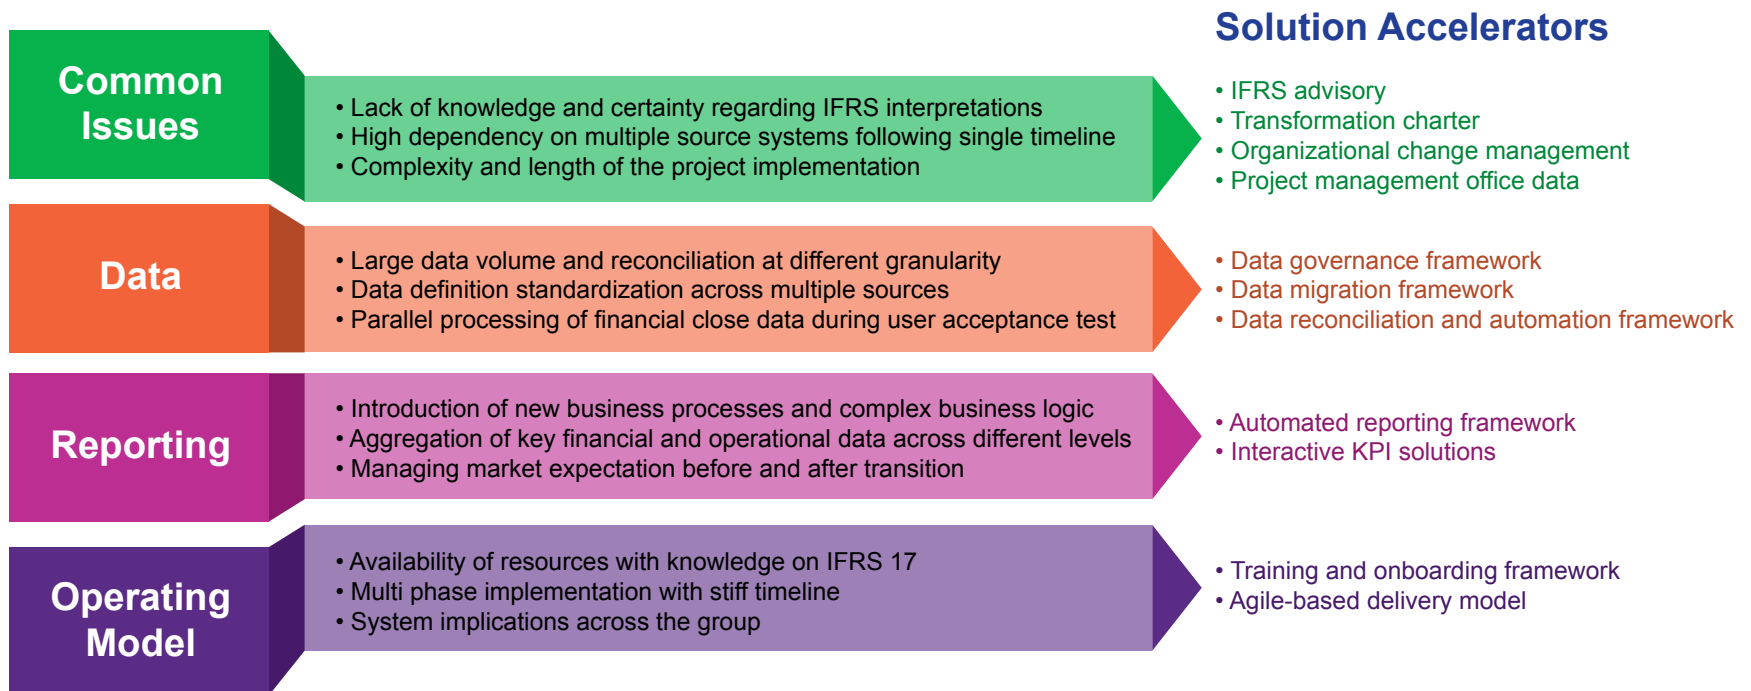 Solution Accelerators
Common
Issues
• Lack of knowledge and certainty regarding IFRS interpretations
• High dependency on multiple source systems following single timeline
• Complexity and length of the project implementation
• IFRS advisory
• Transformation charter
• Organizational change management
• Project management office data
Data
• Large data volume and reconciliation at different granularity
• Data definition standardization across multiple sources
• Parallel processing of financial close data during user acceptance test
• Data governance framework
• Data migration framework
• Data reconciliation and automation framework
Reporting
• Introduction of new business processes and complex business logic
• Aggregation of key financial and operational data across different levels
• Managing market expectation before and after transition
• Automated reporting framework
• Interactive KPI solutions
Operating
Model
• Availability of resources with knowledge on IFRS 17
• Multi phase implementation with stiff timeline
• System implications across the group
• Training and onboarding framework
• Agile-based delivery model